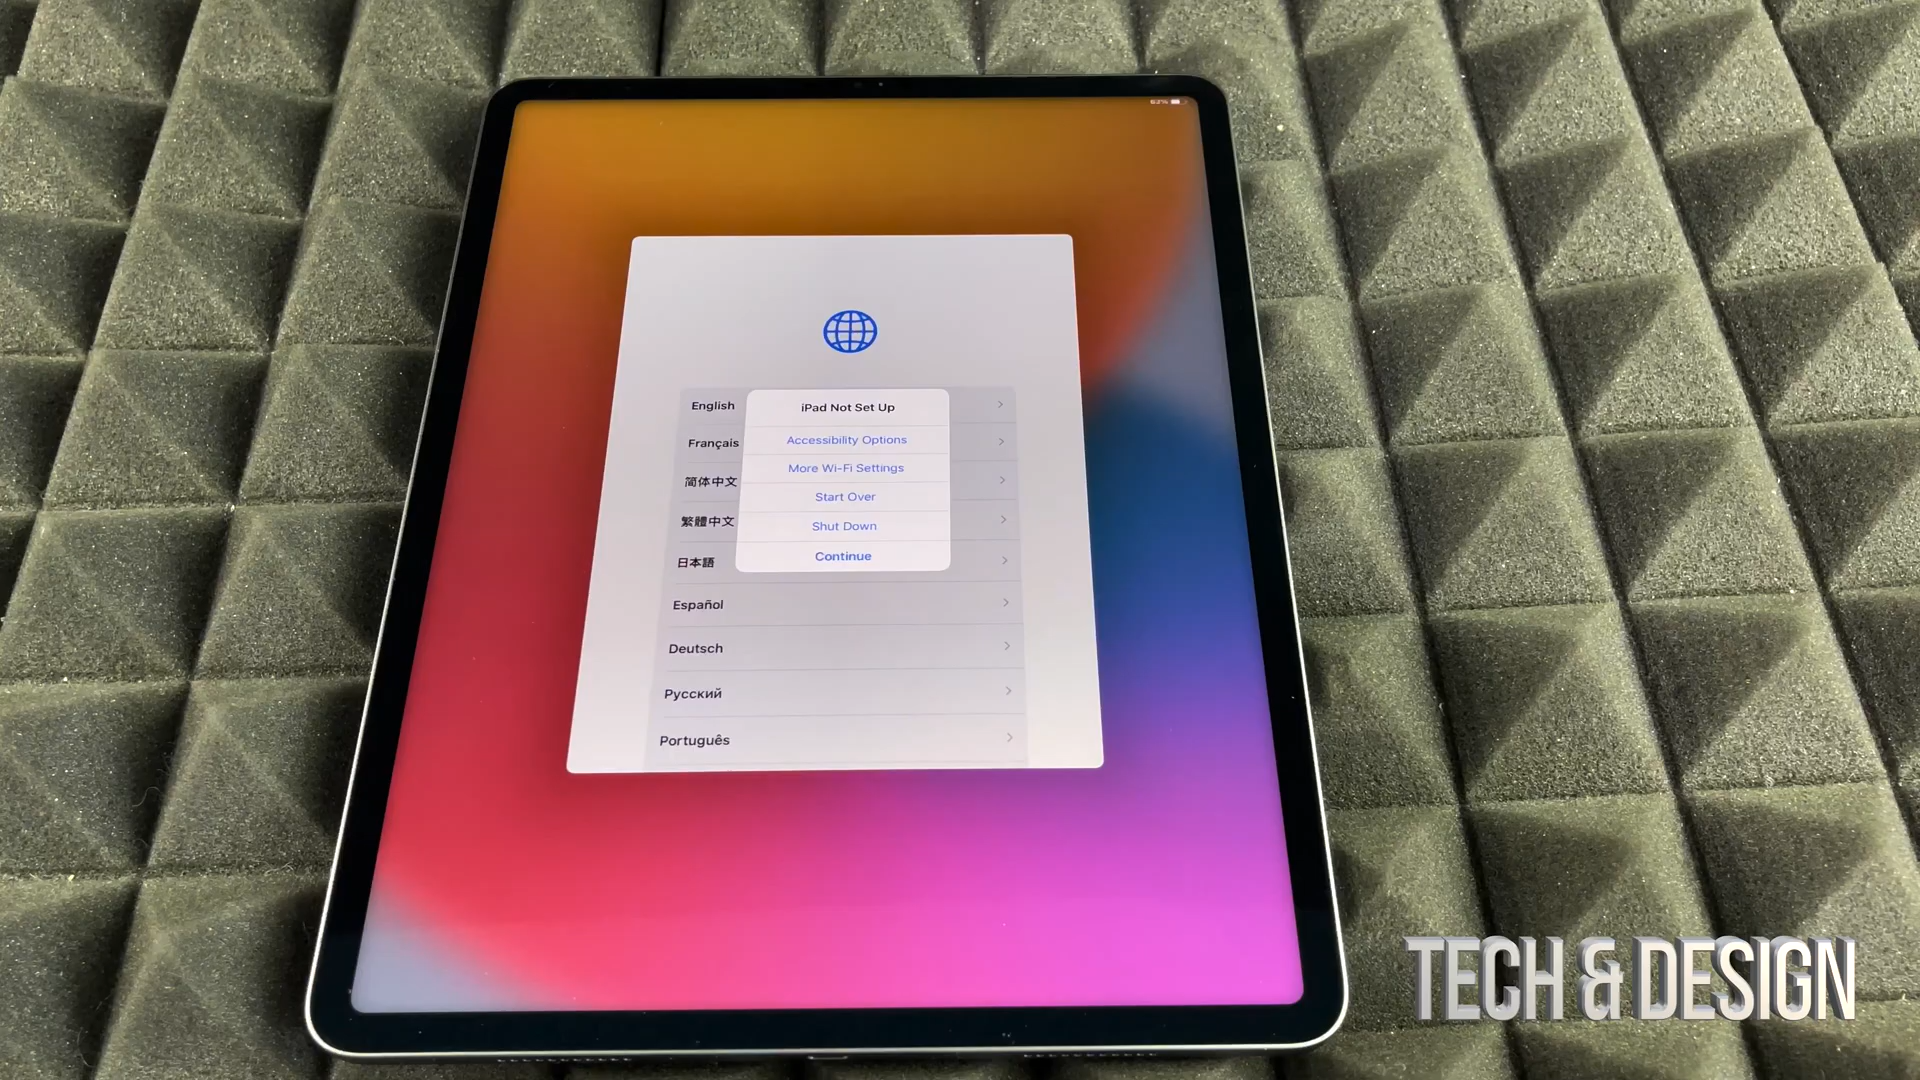 63%
English
Français
简体中文
繁體中文
日本語
Español
Deutsch
Русский
Português
iPad Not Set Up
Accessibility Options
More Wi-Fi Settings
Start Over
Shut Down
Continue
TECH & DESIGN